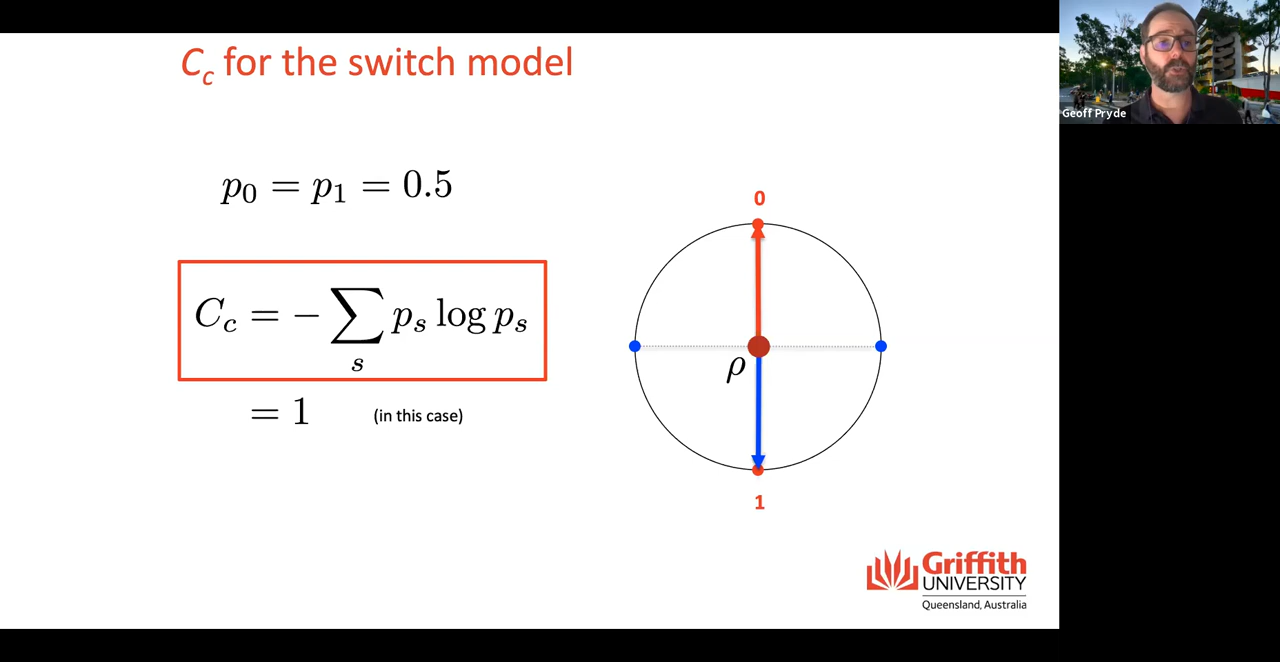 C_c for the switch model
Geoff Pryde
p_0 = p_1 = 0.5
C_c = − ∑_s p_s log p_s
= 1 (in this case)
0
ρ
1
Griffith
UNIVERSITY
Queensland, Australia